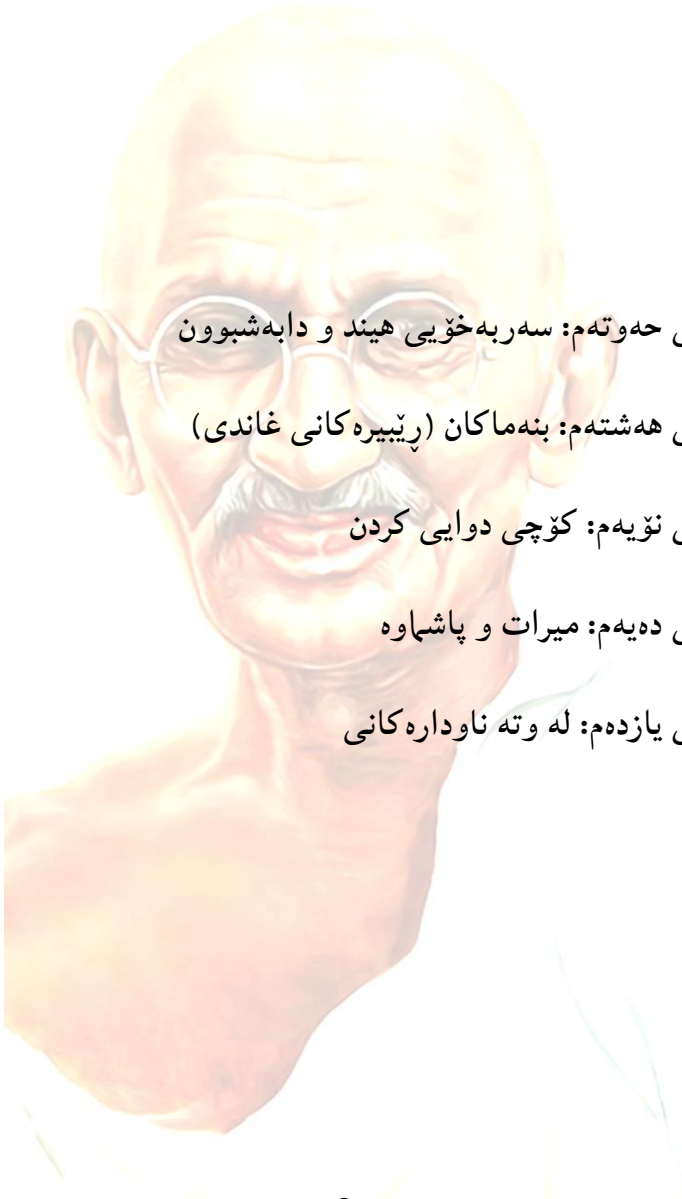 ی حەوتەم: سەربەخۆیی هیند و دابەشبوون
ی هەشتەم: بنەماکان (ڕێبیرەکانی غاندی)
ی نۆیەم: کۆچی دوایی کردن
ی دەیەم: میرات و پاشماوە
ی یازدەم: لە وتە ناودارەکانی